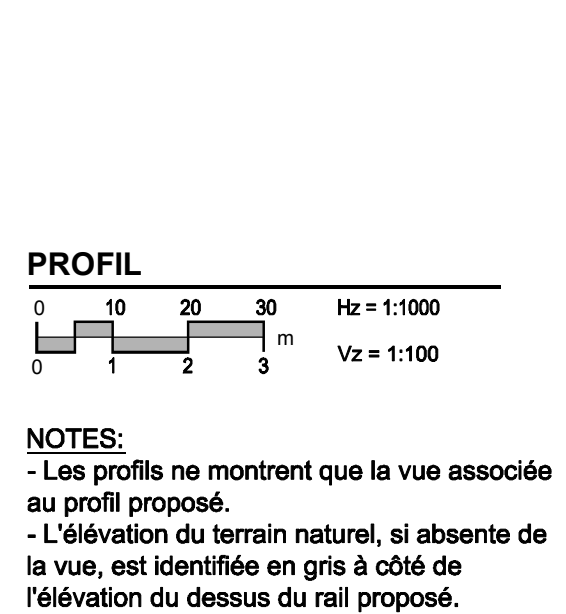 PROFIL
0 10 20 30 Hz = 1:1000
m
Vz = 1:100
0 1 2 3
NOTES:
- Les profils ne montrent que la vue associée
au profil proposé.
- L'élévation du terrain naturel, si absente de
la vue, est identifiée en gris à côté de
l'élévation du dessus du rail proposé.